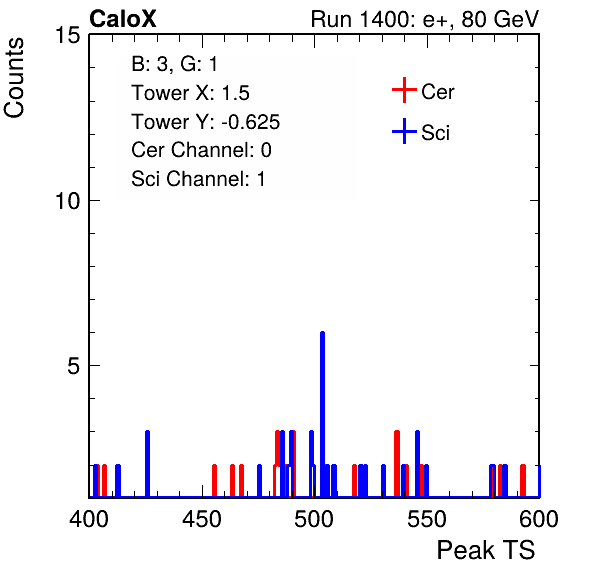 CaloX
Run 1400: e+, 80 GeV
Counts
15
10
5
B: 3, G: 1
Tower X: 1.5
Tower Y: -0.625
Cer Channel: 0
Sci Channel: 1
Cer
Sci
400
450
500
550
600
Peak TS